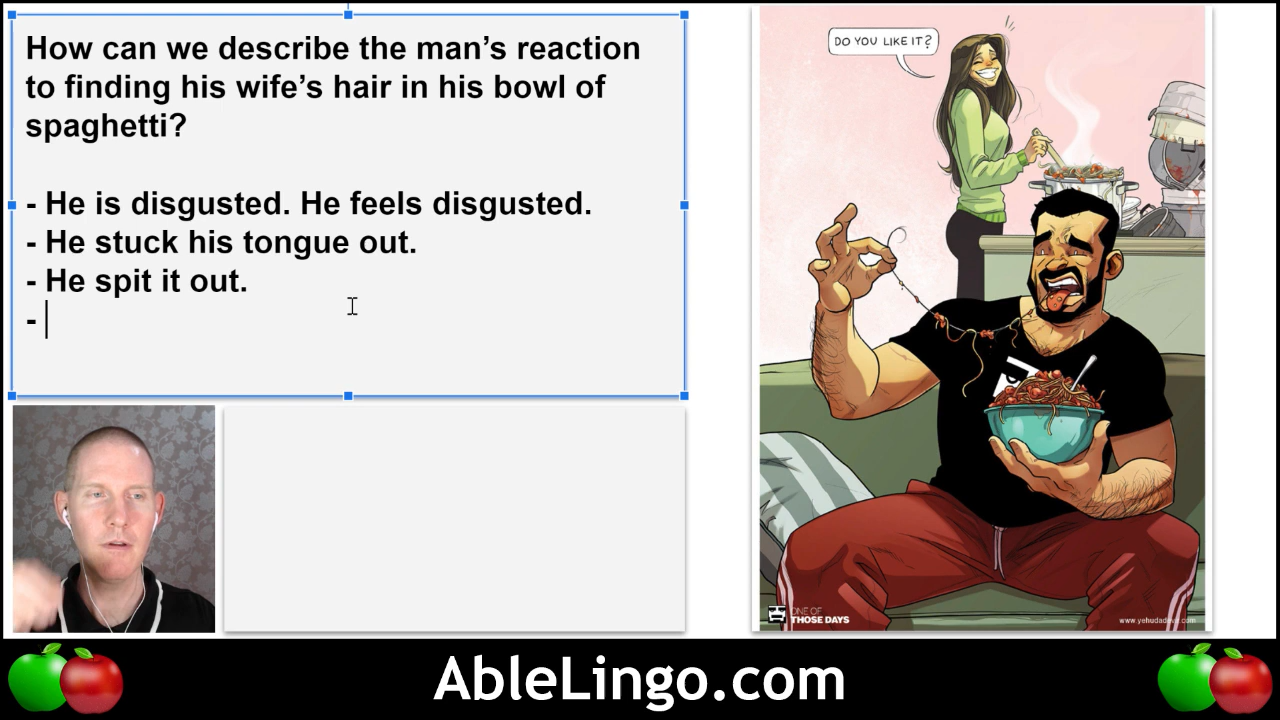 How can we describe the man’s reaction
to finding his wife’s hair in his bowl of
spaghetti?
- He is disgusted. He feels disgusted.
- He stuck his tongue out.
- He spit it out.
-
DO YOU LIKE IT?
ONE OF
THOSE DAYS
AbleLingo.com